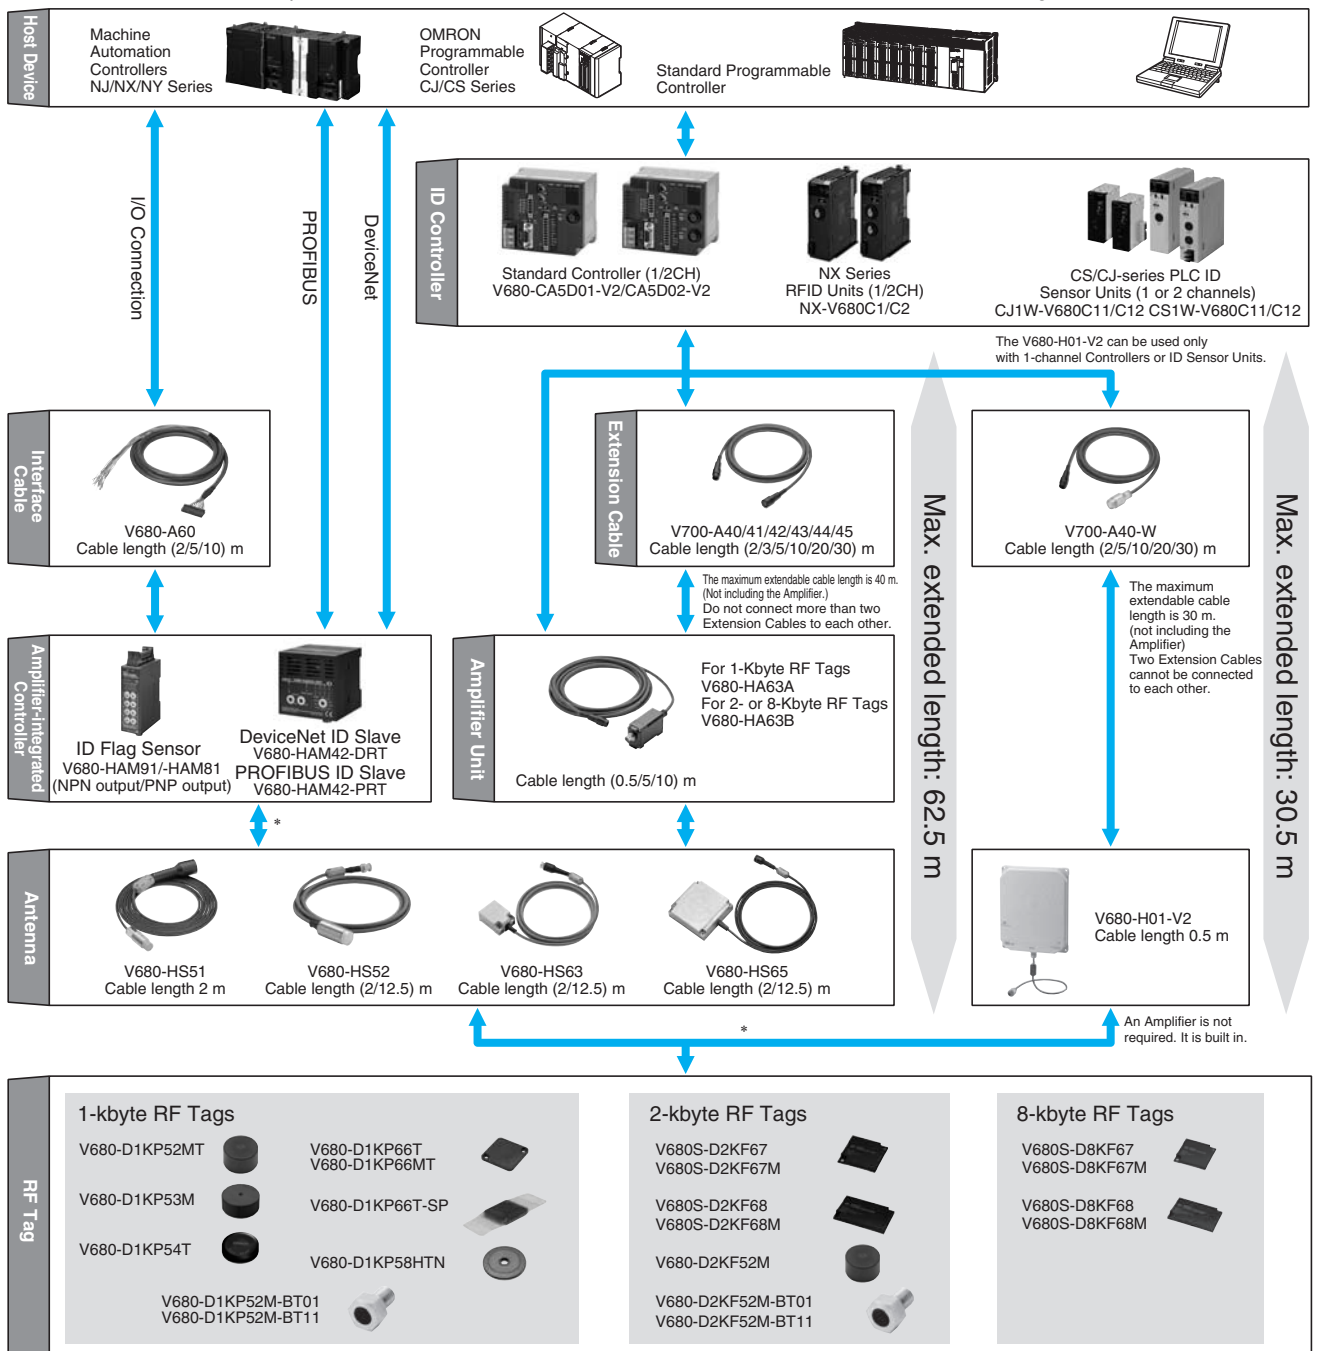 Host Device
Machine
Automation
Controllers
NJ/NX/NY Series
OMRON
Programmable
Controller
CJ/CS Series
Standard Programmable
Controller
I/O Connection
PROFIBUS
DeviceNet
ID Controller
Standard Controller (1/2CH)
V680-CA5D01-V2/CA5D02-V2
NX Series
RFID Units (1/2CH)
NX-V680C1/C2
CS/CJ-series PLC ID
Sensor Units (1 or 2 channels)
CJ1W-V680C11/C12 CS1W-V680C11/C12
The V680-H01-V2 can be used only
with 1-channel Controllers or ID Sensor Units.
Interface
Cable
V680-A60
Cable length (2/5/10) m
Extension Cable
V700-A40/41/42/43/44/45
Cable length (2/3/5/10/20/30) m
V700-A40-W
Cable length (2/5/10/20/30) m
Max. extended length: 62.5 m
Max. extended length: 30.5 m
The maximum extendable cable length is 40 m.
(Not including the Amplifier.)
Do not connect more than two
Extension Cables to each other.
The maximum
extendable cable
length is 30 m.
(not including the
Amplifier)
Two Extension Cables
cannot be connected
to each other.
Amplifier-integrated
Controller
ID Flag Sensor
V680-HAM91/-HAM81
(NPN output/PNP output)
DeviceNet ID Slave
V680-HAM42-DRT
PROFIBUS ID Slave
V680-HAM42-PRT
Amplifier Unit
For 1-Kbyte RF Tags
V680-HA63A
For 2- or 8-Kbyte RF Tags
V680-HA63B
Cable length (0.5/5/10) m
*
Antenna
V680-HS51
Cable length 2 m
V680-HS52
Cable length (2/12.5) m
V680-HS63
Cable length (2/12.5) m
V680-HS65
Cable length (2/12.5) m
V680-H01-V2
Cable length 0.5 m
*
An Amplifier is not
required. It is built in.
RF Tag
1-kbyte RF Tags
V680-D1KP52MT
V680-D1KP53M
V680-D1KP54T
V680-D1KP66T
V680-D1KP66MT
V680-D1KP66T-SP
V680-D1KP58HTN
V680-D1KP52M-BT01
V680-D1KP52M-BT11
2-kbyte RF Tags
V680S-D2KF67
V680S-D2KF67M
V680S-D2KF68
V680S-D2KF68M
V680-D2KF52M
V680-D2KF52M-BT01
V680-D2KF52M-BT11
8-kbyte RF Tags
V680S-D8KF67
V680S-D8KF67M
V680S-D8KF68
V680S-D8KF68M